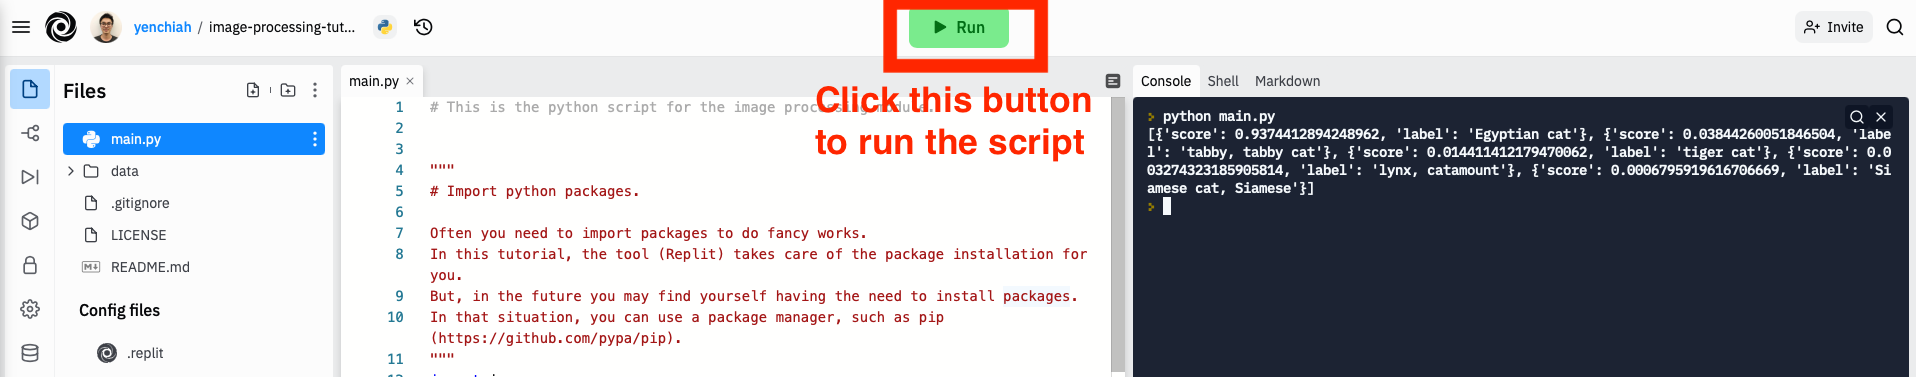 yenchiah / image-processing-tut...
Run
Invite
Files
main.py
data
.gitignore
LICENSE
README.md
Config files
.replit
main.py
1 # This is the python script for the image processing module.
2
3
4 """
5 # Import python packages.
6
7 Often you need to import packages to do fancy works.
8 In this tutorial, the tool (Replit) takes care of the package installation for
you.
9 But, in the future you may find yourself having the need to install packages.
10 In that situation, you can use a package manager, such as pip
(https://github.com/pypa/pip).
11 """
Click this button
to run the script
Console Shell Markdown
python main.py
[{'score': 0.9374412894248962, 'label': 'Egyptian cat'}, {'score': 0.03844260051846504, 'labe
l': 'tabby, tabby cat'}, {'score': 0.014411412179470062, 'label': 'tiger cat'}, {'score': 0.0
03274323185905814, 'label': 'lynx, catamount'}, {'score': 0.0006795919616706669, 'label': 'Si
amese cat, Siamese'}]